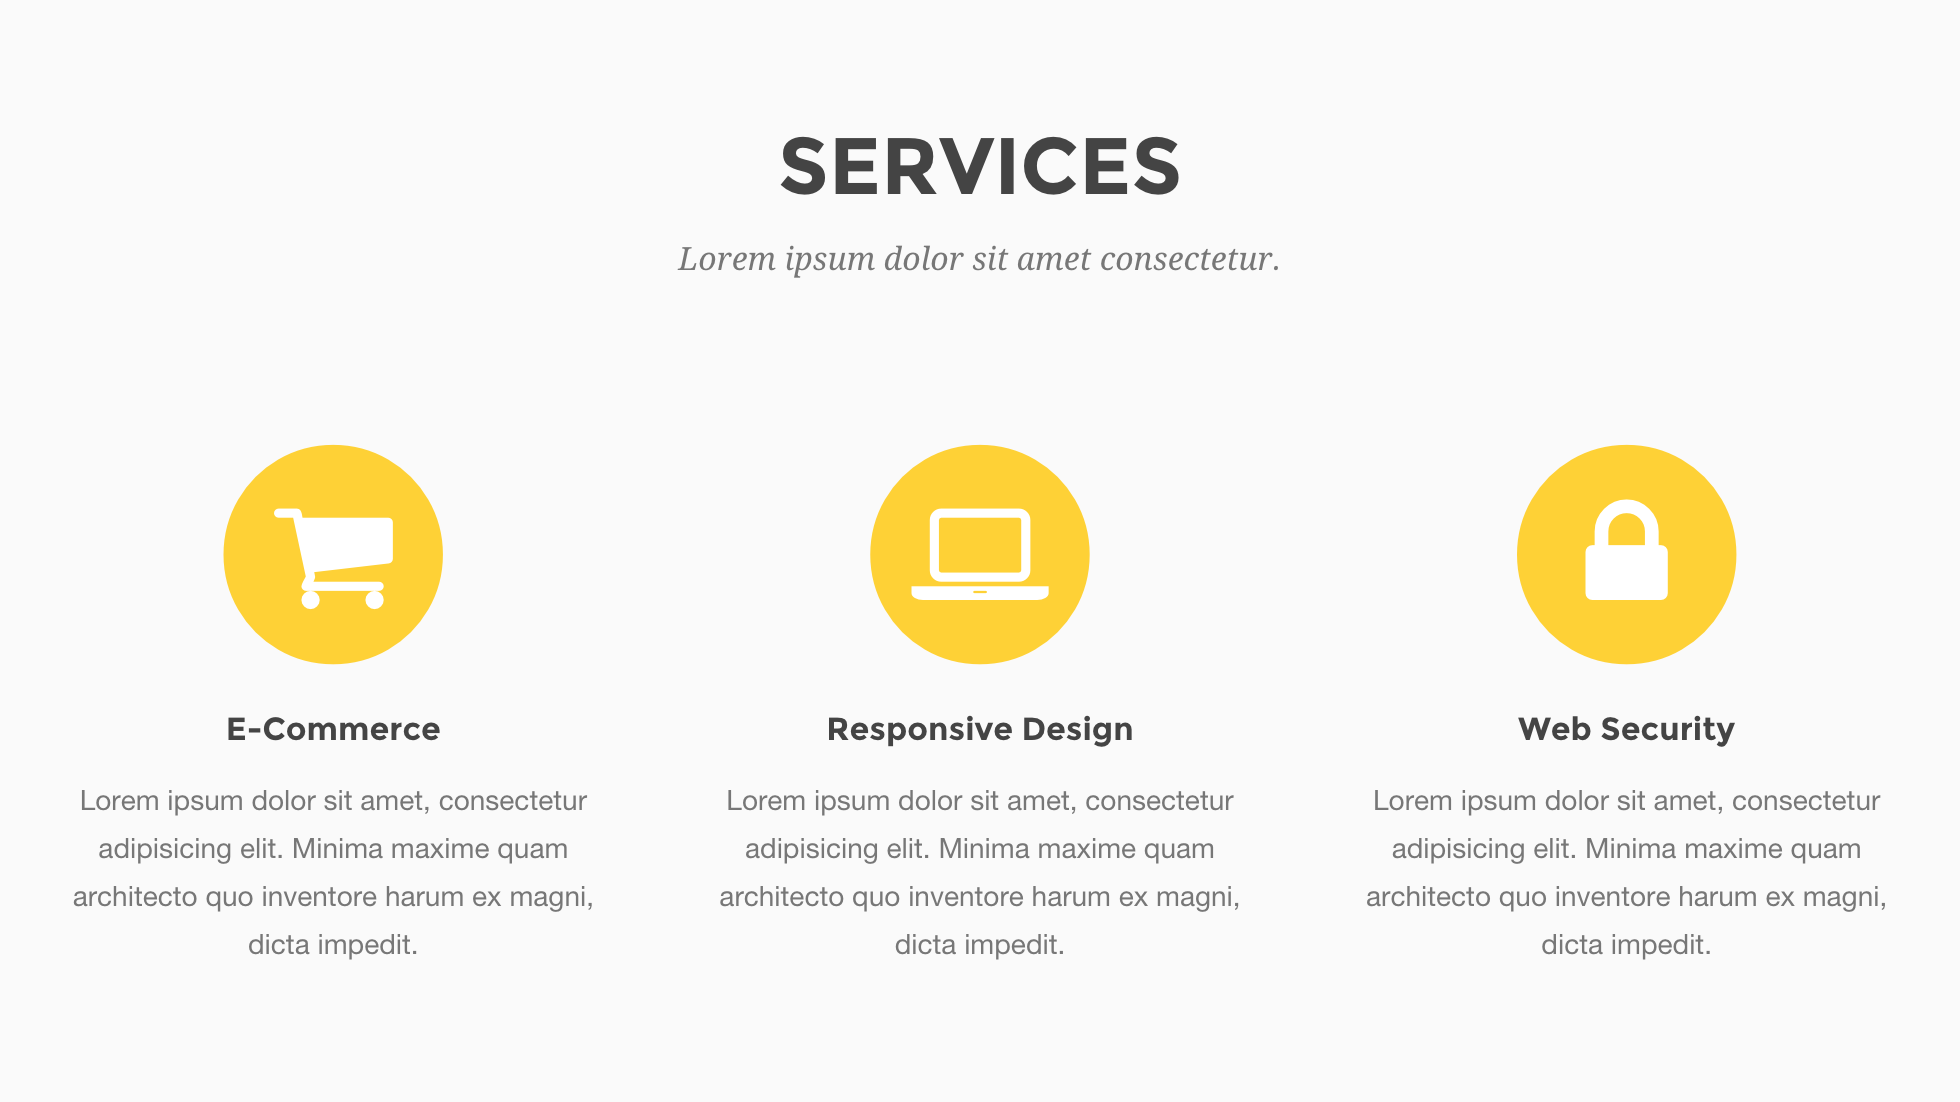 SERVICES
Lorem ipsum dolor sit amet consectetur.
E-Commerce
Lorem ipsum dolor sit amet, consectetur
adipisicing elit. Minima maxime quam
architecto quo inventore harum ex magni,
dicta impedit.
Responsive Design
Lorem ipsum dolor sit amet, consectetur
adipisicing elit. Minima maxime quam
architecto quo inventore harum ex magni,
dicta impedit.
Web Security
Lorem ipsum dolor sit amet, consectetur
adipisicing elit. Minima maxime quam
architecto quo inventore harum ex magni,
dicta impedit.